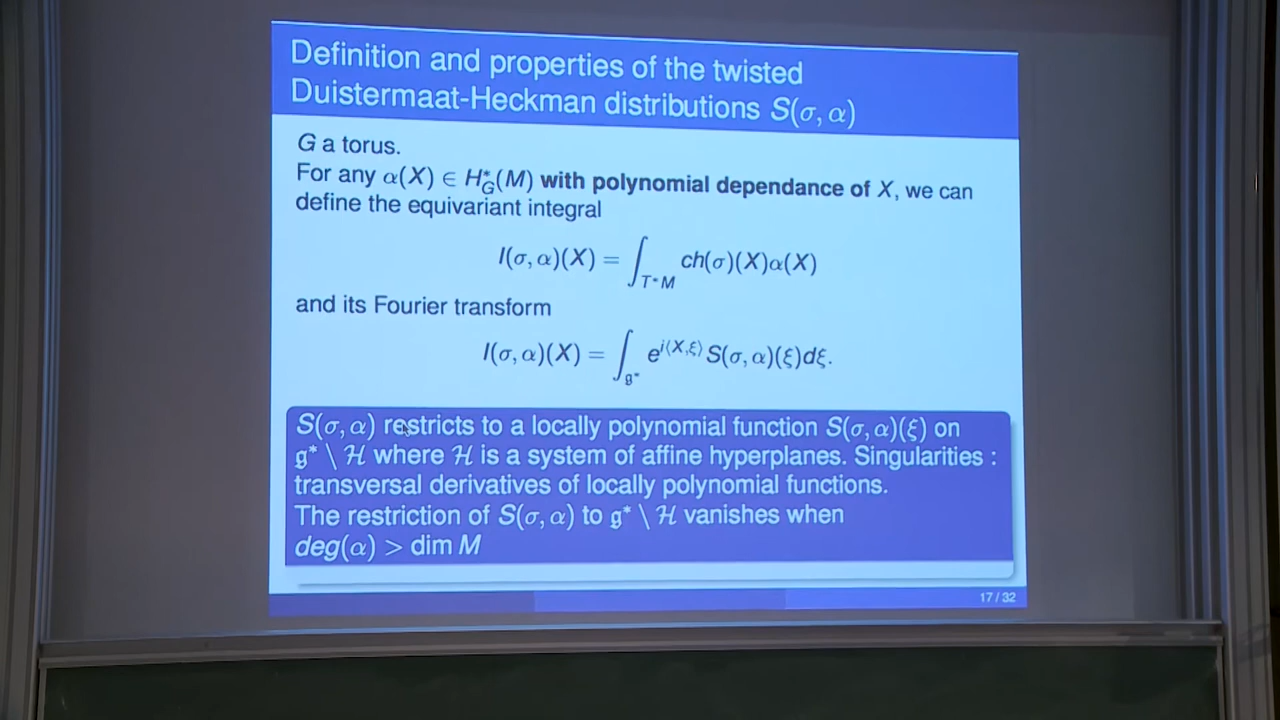 Definition and properties of the twisted
Duistermaat-Heckman distributions S(σ, α)
G a torus.
For any α(X) ∈ H*_G(M) with polynomial dependance of X, we can
define the equivariant integral
I(σ, α)(X) = ∫_{T*M} ch(σ)(X)α(X)
and its Fourier transform
I(σ, α)(X) = ∫_{g*} e^{i⟨X,ξ⟩} S(σ, α)(ξ)dξ.
S(σ, α) restricts to a locally polynomial function S(σ, α)(ξ) on
g* \ H where H is a system of affine hyperplanes. Singularities :
transversal derivatives of locally polynomial functions.
The restriction of S(σ, α) to g* \ H vanishes when
deg(α) > dim M
17 / 32